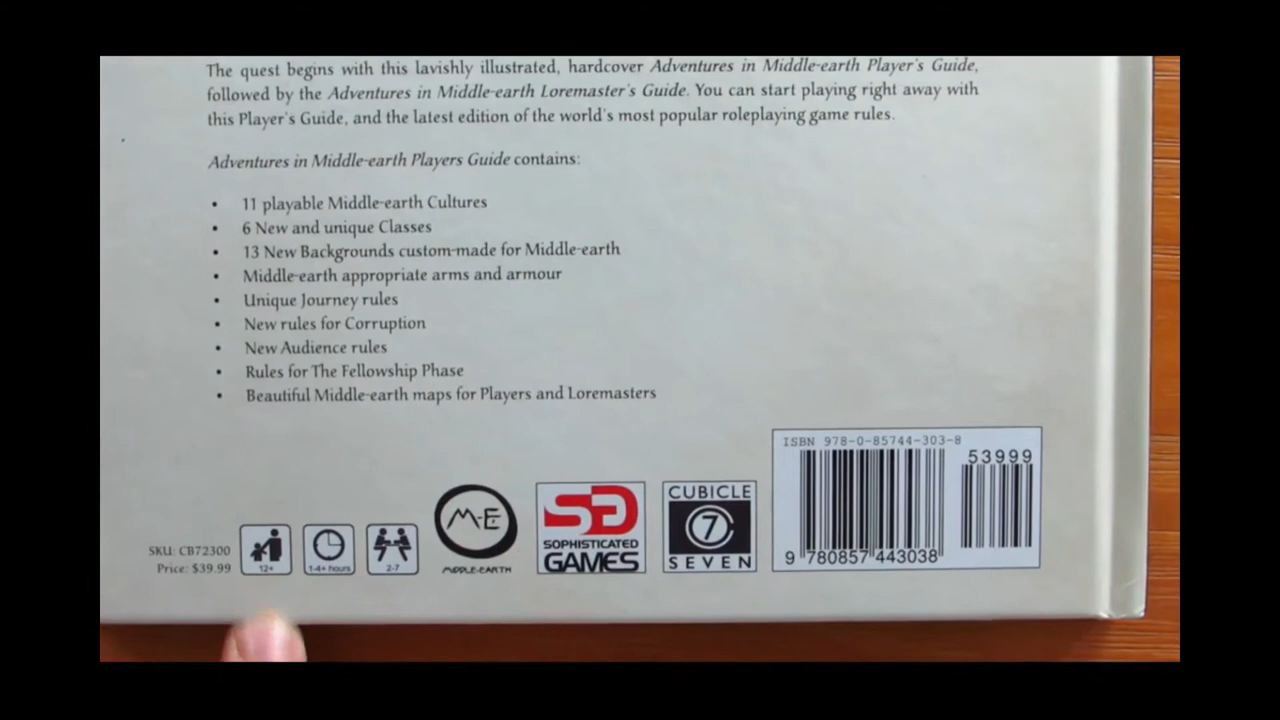 The quest begins with this lavishly illustrated, hardcover Adventures in Middle-earth Player's Guide,
followed by the Adventures in Middle-earth Loremaster's Guide. You can start playing right away with
this Player's Guide, and the latest edition of the world's most popular roleplaying game rules.
Adventures in Middle-earth Players Guide contains:
• 11 playable Middle-earth Cultures
• 6 New and unique Classes
• 13 New Backgrounds custom-made for Middle-earth
• Middle-earth appropriate arms and armour
• Unique Journey rules
• New rules for Corruption
• New Audience rules
• Rules for The Fellowship Phase
• Beautiful Middle-earth maps for Players and Loremasters
SKU: CB72300
Price: $39.99
12+
1-4+ hours
2-7
M-E
MIDDLE-EARTH
SG
SOPHISTICATED
GAMES
CUBICLE
7
SEVEN
ISBN 978-0-85744-303-8
53999
9 780857 443038